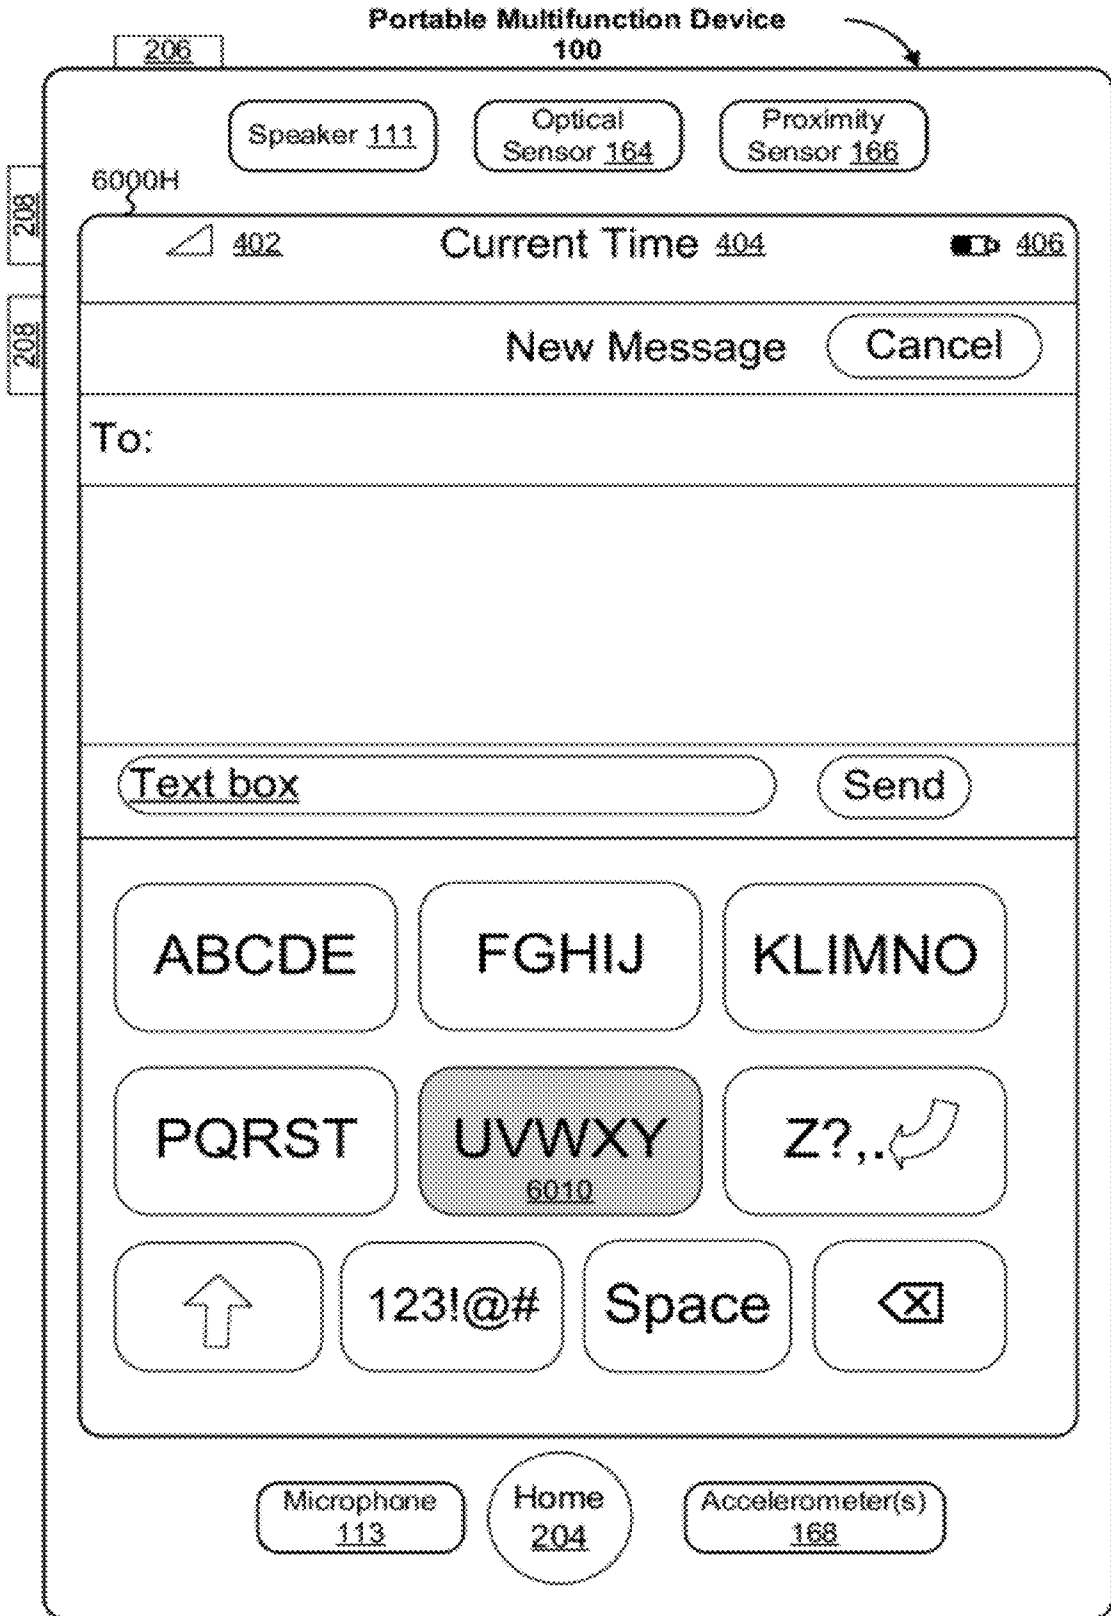 Portable Multifunction Device
100
206
Speaker 111
Optical
Sensor 164
Proximity
Sensor 166
6000H
208
402
Current Time 404
406
208
New Message
Cancel
To:
Text box
Send
ABCDE
FGHIJ
KLIMNO
PQRST
UVWXY
6010
Z?,.
123!@#
Space
Microphone
113
Home
204
Accelerometer(s)
168